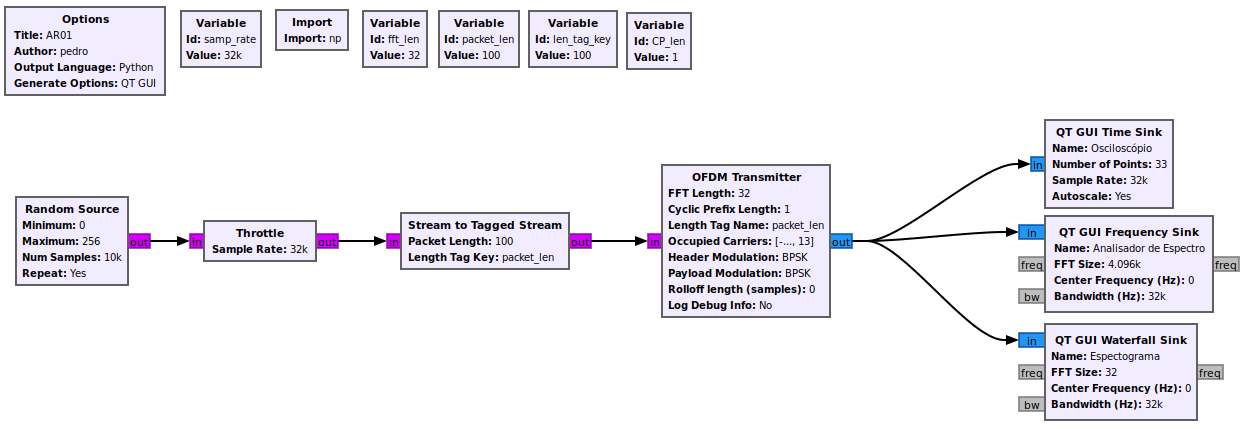 Options
Title: AR01
Author: pedro
Output Language: Python
Generate Options: QT GUI
Variable
Id: samp_rate
Value: 32k
Import
Import: np
Variable
Id: fft_len
Value: 32
Variable
Id: packet_len
Value: 100
Variable
Id: len_tag_key
Value: 100
Variable
Id: CP_len
Value: 1
Random Source
Minimum: 0
Maximum: 256
Num Samples: 10k
Repeat: Yes
out
in
Throttle
Sample Rate: 32k
out
in
Stream to Tagged Stream
Packet Length: 100
Length Tag Key: packet_len
out
in
OFDM Transmitter
FFT Length: 32
Cyclic Prefix Length: 1
Length Tag Name: packet_len
Occupied Carriers: [-..., 13]
Header Modulation: BPSK
Payload Modulation: BPSK
Rolloff length (samples): 0
Log Debug Info: No
out
in
QT GUI Time Sink
Name: Osciloscópio
Number of Points: 33
Sample Rate: 32k
Autoscale: Yes
in
freq
bw
QT GUI Frequency Sink
Name: Analisador de Espectro
FFT Size: 4.096k
Center Frequency (Hz): 0
Bandwidth (Hz): 32k
freq
in
freq
bw
QT GUI Waterfall Sink
Name: Espectograma
FFT Size: 32
Center Frequency (Hz): 0
Bandwidth (Hz): 32k
freq